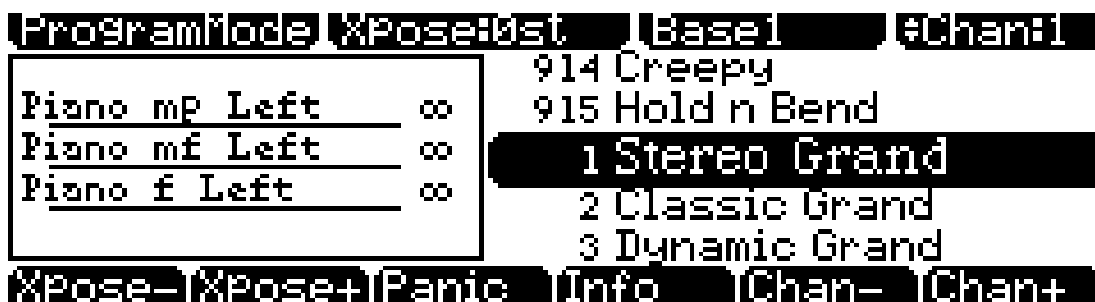 ProgramMode Xpose:0st Base1 Chan:1
Piano mp Left ∞
Piano mf Left ∞
Piano f Left ∞
914 Creepy
915 Hold n Bend
1 Stereo Grand
2 Classic Grand
3 Dynamic Grand
Xpose- Xpose+ Panic Info Chan- Chan+